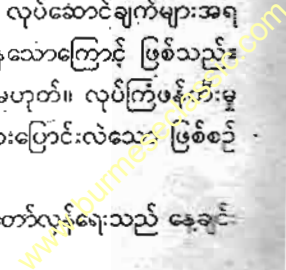 လုပ်ဆောင်ချက်များအရ
နေသောကြောင့် ဖြစ်သည်။
မဟုတ်။ လုပ်ကြံဖန်တီးမှု
ားပြောင်းလဲသော ဖြစ်စဉ်
တော်လှန်ရေးသည် နေ့ချင်း
www.burmeseclassic.com